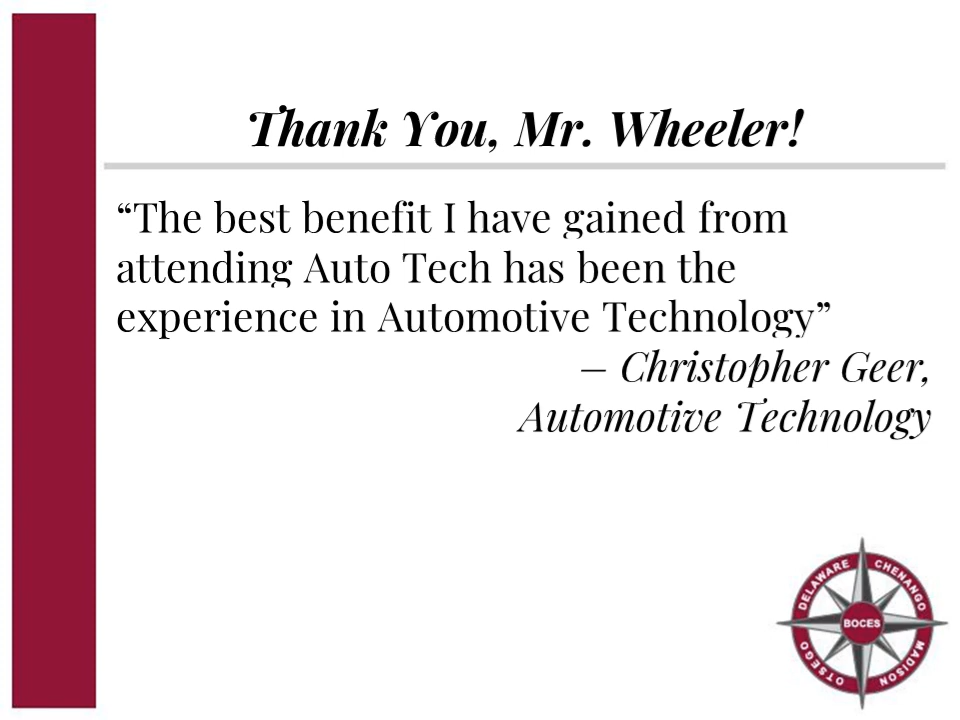 Thank You, Mr. Wheeler!
“The best benefit I have gained from
attending Auto Tech has been the
experience in Automotive Technology”
– Christopher Geer,
Automotive Technology
DELAWARE
CHENANGO
BOCES
OTSEGO
MADISON